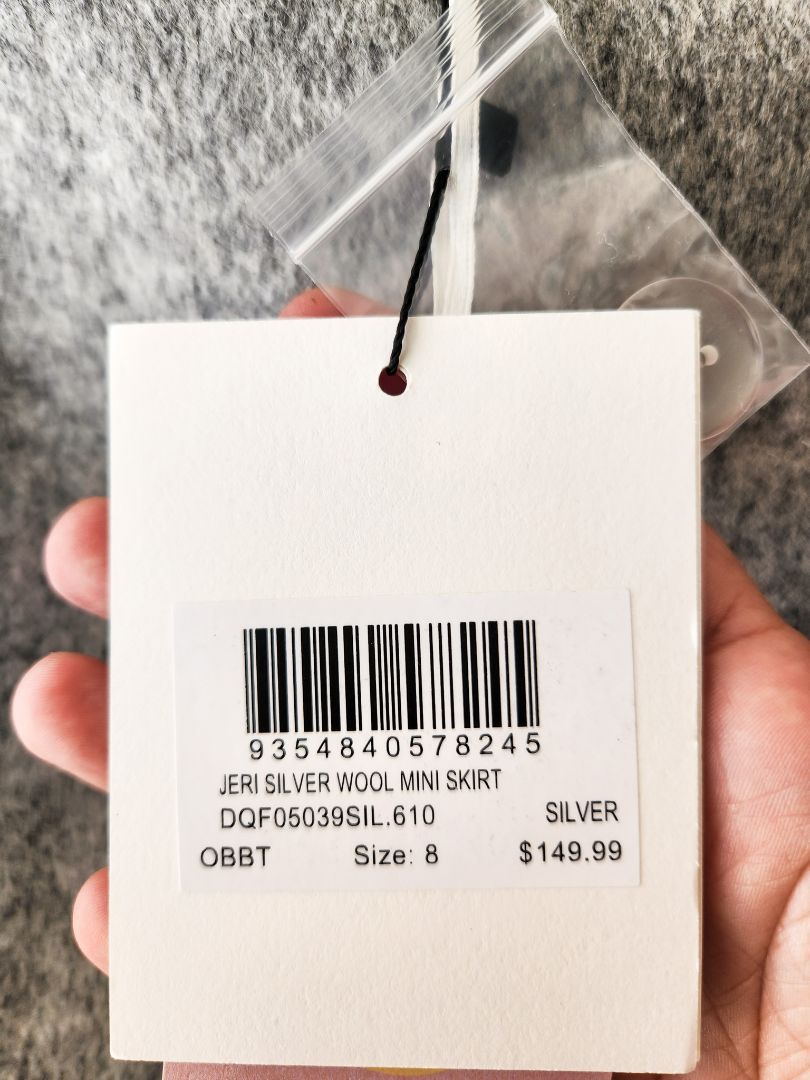 9354840578245
JERI SILVER WOOL MINI SKIRT
DQF05039SIL.610 SILVER
OBBT Size: 8 $149.99